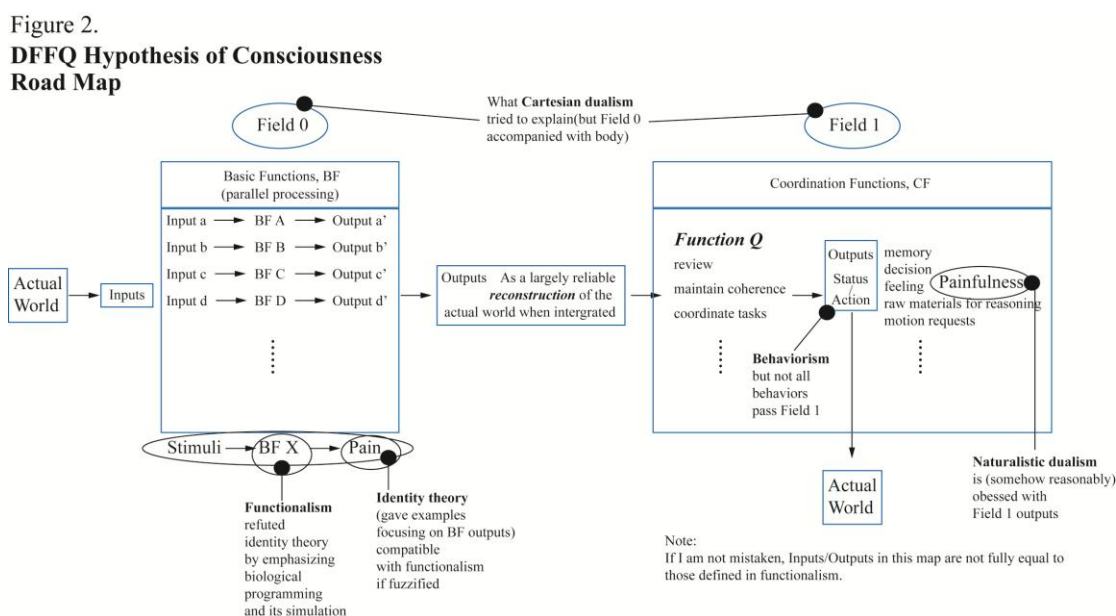 Figure 2.
DFFQ Hypothesis of Consciousness
Road Map
Field 0
What Cartesian dualism
tried to explain(but Field 0
accompanied with body)
Field 1
Basic Functions, BF
(parallel processing)
Input a BF A Output a’
Input b BF B Output b’
Input c BF C Output c’
Input d BF D Output d’
Actual
World
Inputs
Outputs As a largely reliable
reconstruction of the
actual world when intergrated
Coordination Functions, CF
Function Q
review
maintain coherence
coordinate tasks
Outputs
Status
/
Action
memory
decision
feeling
raw materials for reasoning
motion requests
Painfulness
Behaviorism
but not all
behaviors
pass Field 1
Stimuli BF X Pain
Functionalism
refuted
identity theory
by emphasizing
biological
programming
and its simulation
Identity theory
(gave examples
focusing on BF outputs)
compatible
with functionalism
if fuzzified
Actual
World
Naturalistic dualism
is (somehow reasonably)
obessed with
Field 1 outputs
Note:
If I am not mistaken, Inputs/Outputs in this map are not fully equal to
those defined in functionalism.